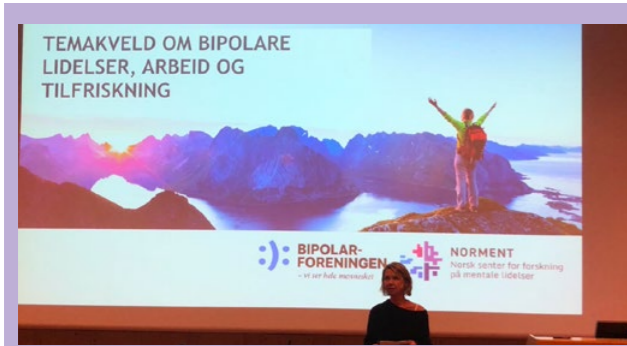 TEMAKVELD OM BIPOLARE
LIDELSER, ARBEID OG
TILFRISKNING
:): BIPOLAR-
FORENINGEN
– vi ser hele mennesket
NORMENT
Norsk senter for forskning
på mentale lidelser